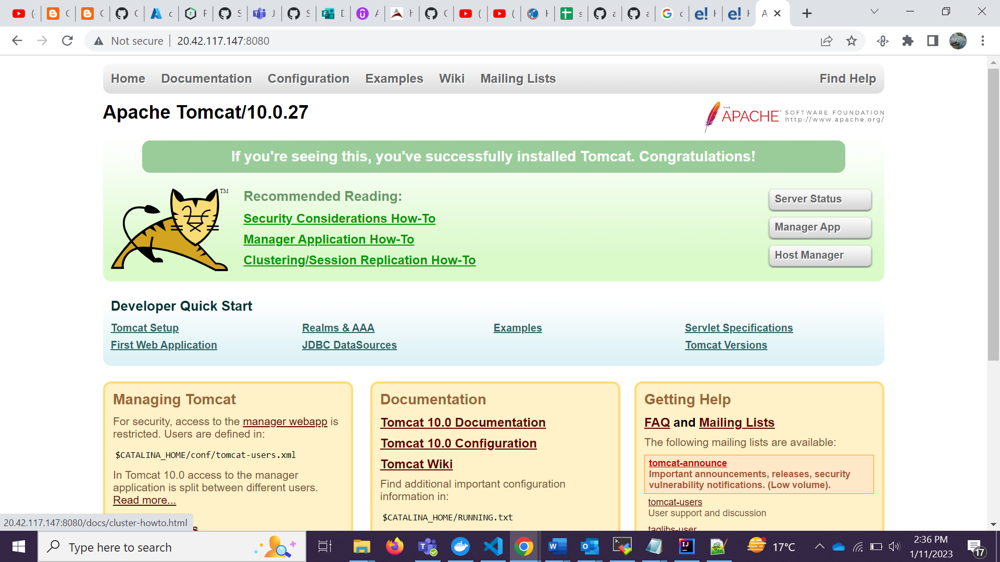 Not secure 20.42.117.147:8080
Home Documentation Configuration Examples Wiki Mailing Lists Find Help
Apache Tomcat/10.0.27
THE
APACHE SOFTWARE FOUNDATION
http://www.apache.org/
If you're seeing this, you've successfully installed Tomcat. Congratulations!
TM
Recommended Reading:
Security Considerations How-To
Manager Application How-To
Clustering/Session Replication How-To
Server Status
Manager App
Host Manager
Developer Quick Start
Tomcat Setup
First Web Application
Realms & AAA
JDBC DataSources
Examples
Servlet Specifications
Tomcat Versions
Managing Tomcat
For security, access to the manager webapp is
restricted. Users are defined in:
$CATALINA_HOME/conf/tomcat-users.xml
In Tomcat 10.0 access to the manager
application is split between different users.
Read more...
Documentation
Tomcat 10.0 Documentation
Tomcat 10.0 Configuration
Tomcat Wiki
Find additional important configuration
information in:
$CATALINA_HOME/RUNNING.txt
Getting Help
FAQ and Mailing Lists
The following mailing lists are available:
tomcat-announce
Important announcements, releases, security
vulnerability notifications. (Low volume).
tomcat-users
User support and discussion
taglibs-user
20.42.117.147:8080/docs/cluster-howto.html
Type here to search
17°C
2:36 PM
1/11/2023
17